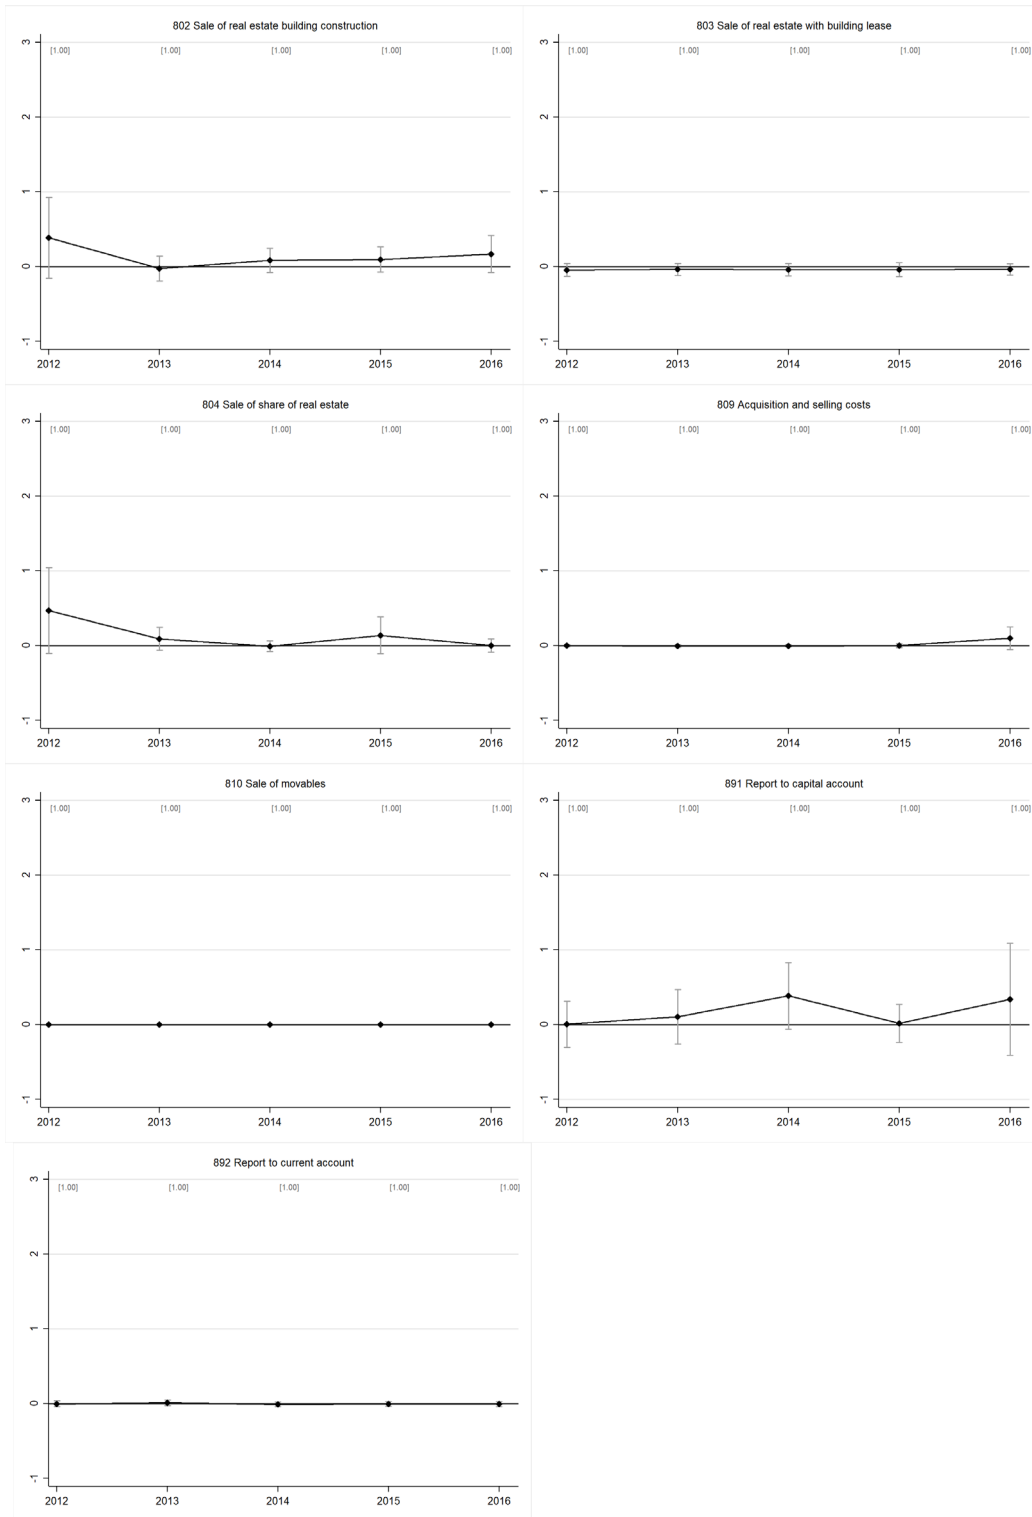 802 Sale of real estate building construction
3
[1.00] [1.00] [1.00] [1.00] [1.00]
2
1
0
-1
2012 2013 2014 2015 2016
803 Sale of real estate with building lease
3
[1.00] [1.00] [1.00] [1.00] [1.00]
2
1
0
-1
2012 2013 2014 2015 2016
804 Sale of share of real estate
3
[1.00] [1.00] [1.00] [1.00] [1.00]
2
1
0
-1
2012 2013 2014 2015 2016
809 Acquisition and selling costs
3
[1.00] [1.00] [1.00] [1.00] [1.00]
2
1
0
-1
2012 2013 2014 2015 2016
810 Sale of movables
3
[1.00] [1.00] [1.00] [1.00] [1.00]
2
1
0
-1
2012 2013 2014 2015 2016
891 Report to capital account
3
[1.00] [1.00] [1.00] [1.00] [1.00]
2
1
0
-1
2012 2013 2014 2015 2016
892 Report to current account
3
[1.00] [1.00] [1.00] [1.00] [1.00]
2
1
0
-1
2012 2013 2014 2015 2016